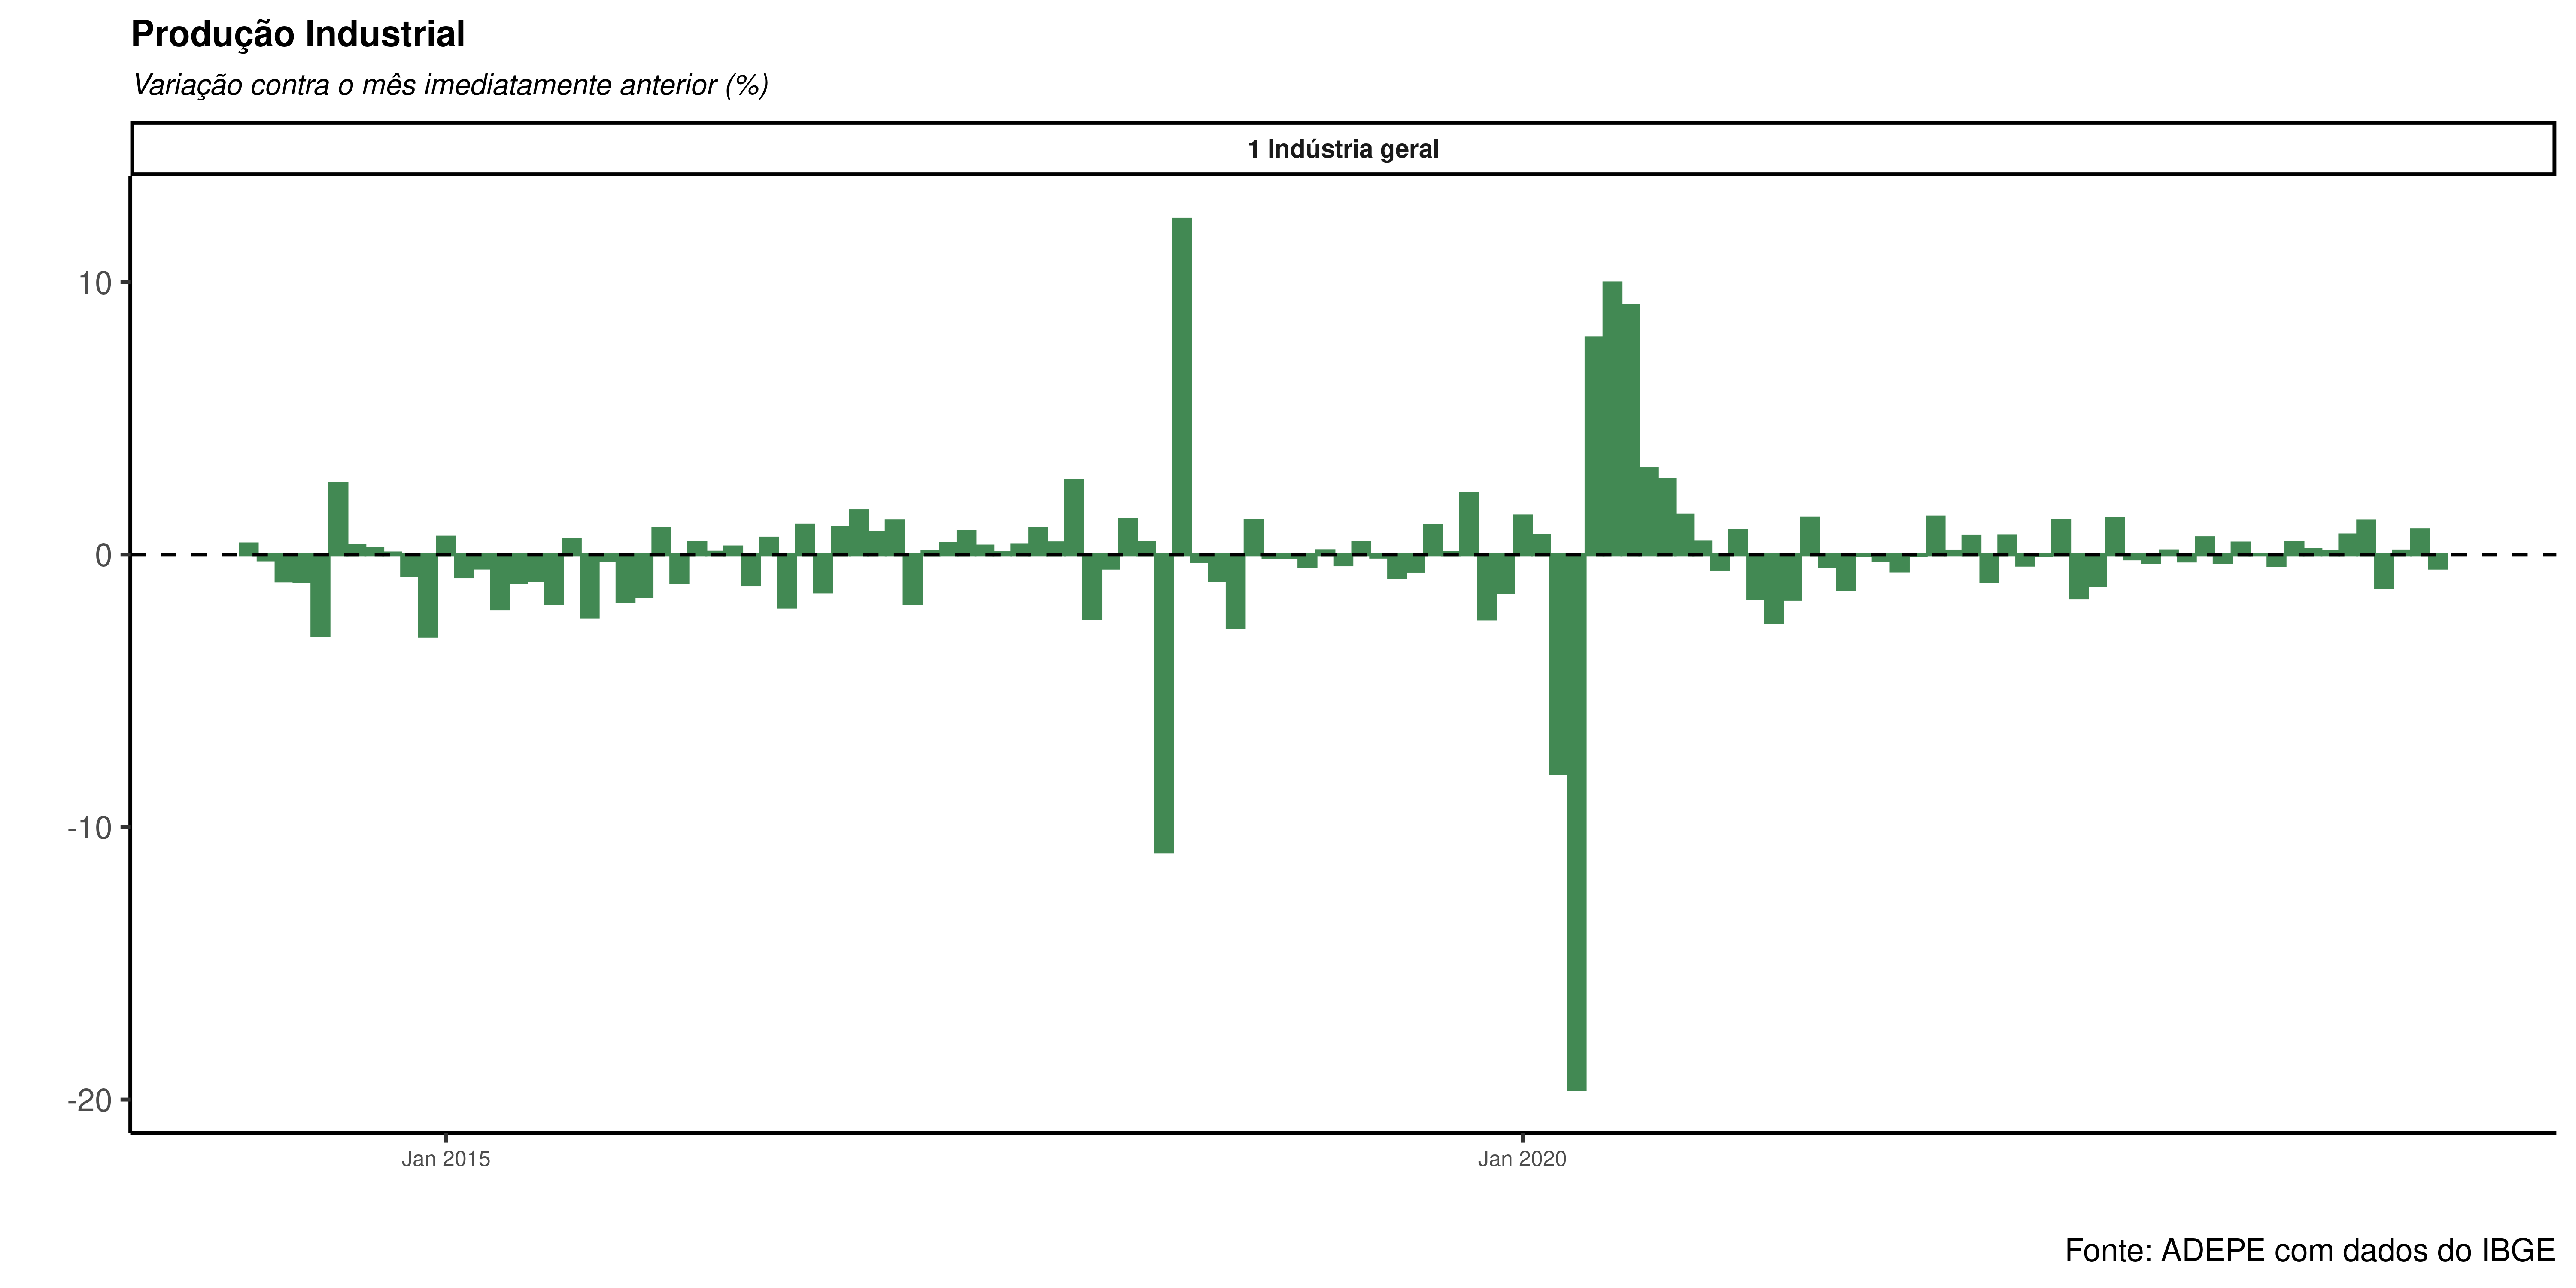 Produção Industrial
Variação contra o mês imediatamente anterior (%)
1 Indústria geral
10
0
-10
-20
Jan 2015
Jan 2020
Fonte: ADEPE com dados do IBGE